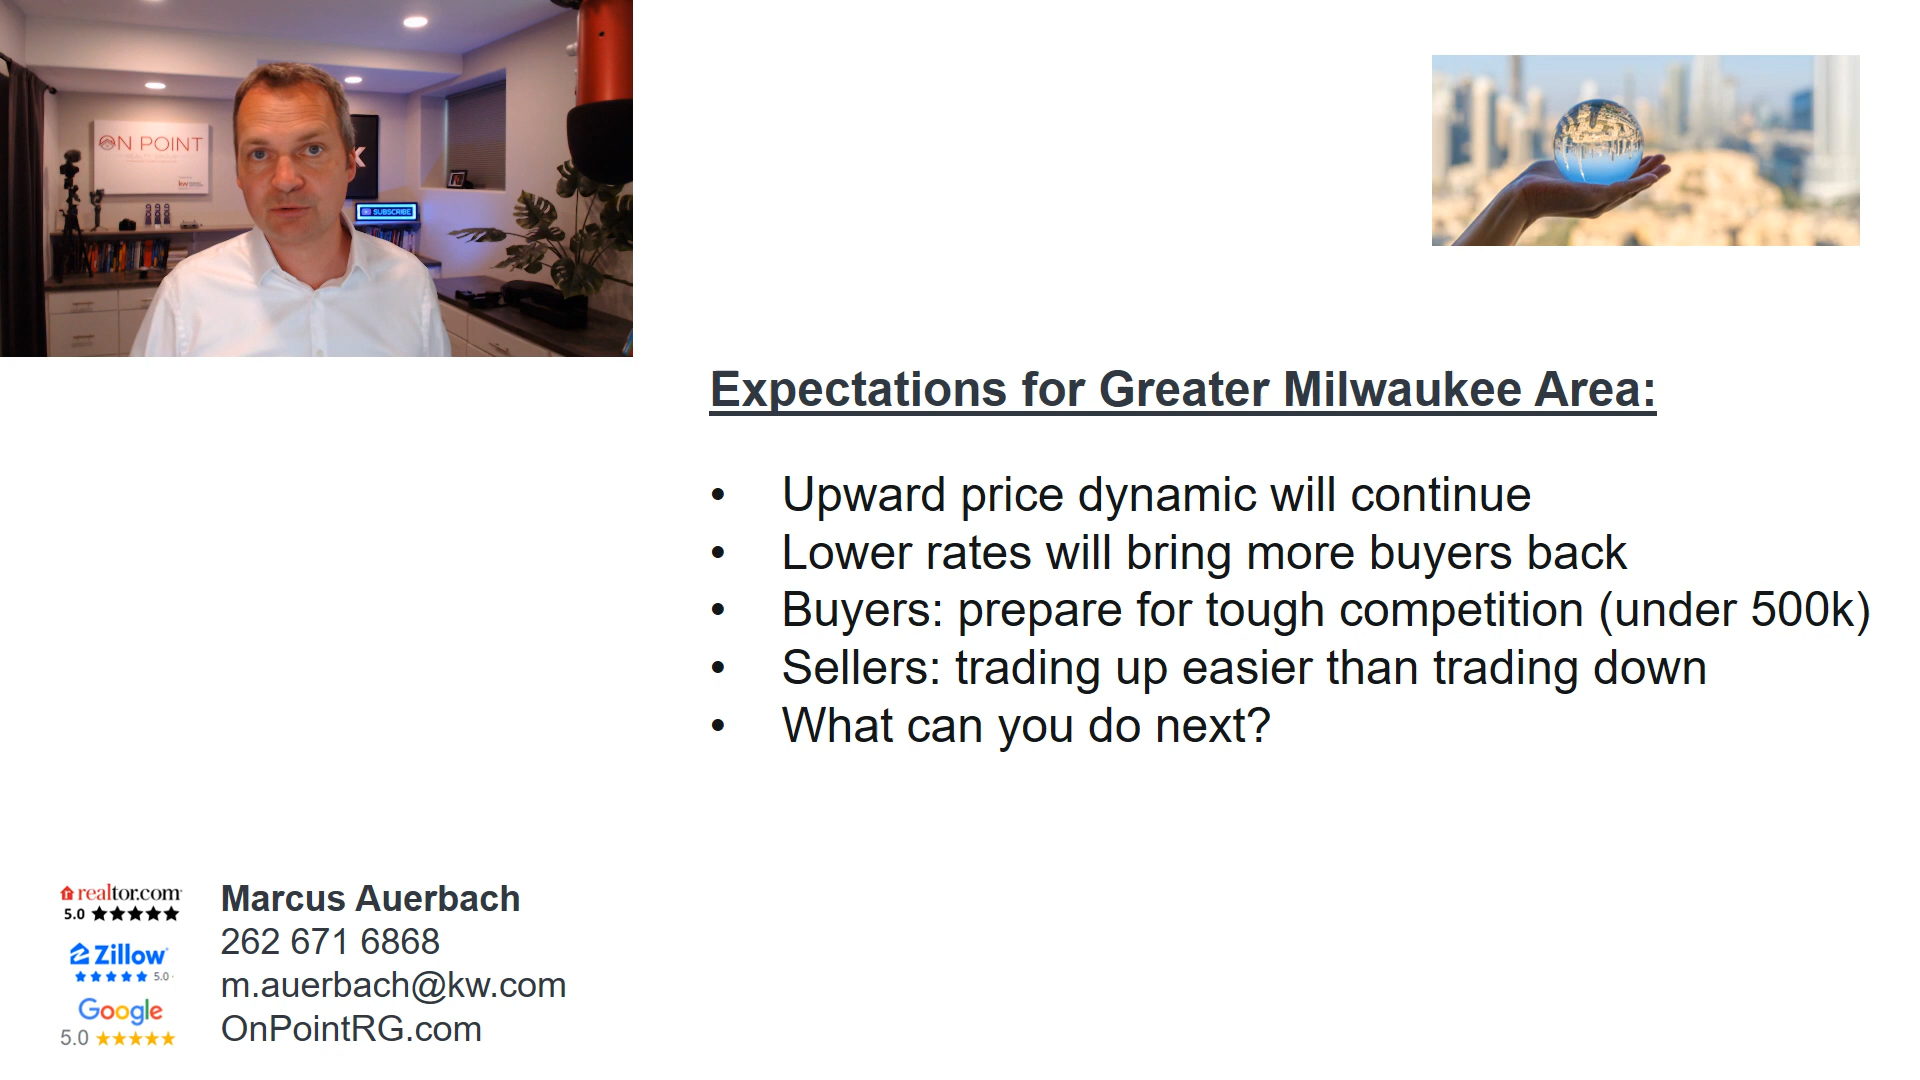 ON POINT
kw
K
SUBSCRIBE
Expectations for Greater Milwaukee Area:
• Upward price dynamic will continue
• Lower rates will bring more buyers back
• Buyers: prepare for tough competition (under 500k)
• Sellers: trading up easier than trading down
• What can you do next?
realtor.com
5.0
Zillow
5.0
Google
5.0
Marcus Auerbach
262 671 6868
m.auerbach@kw.com
OnPointRG.com